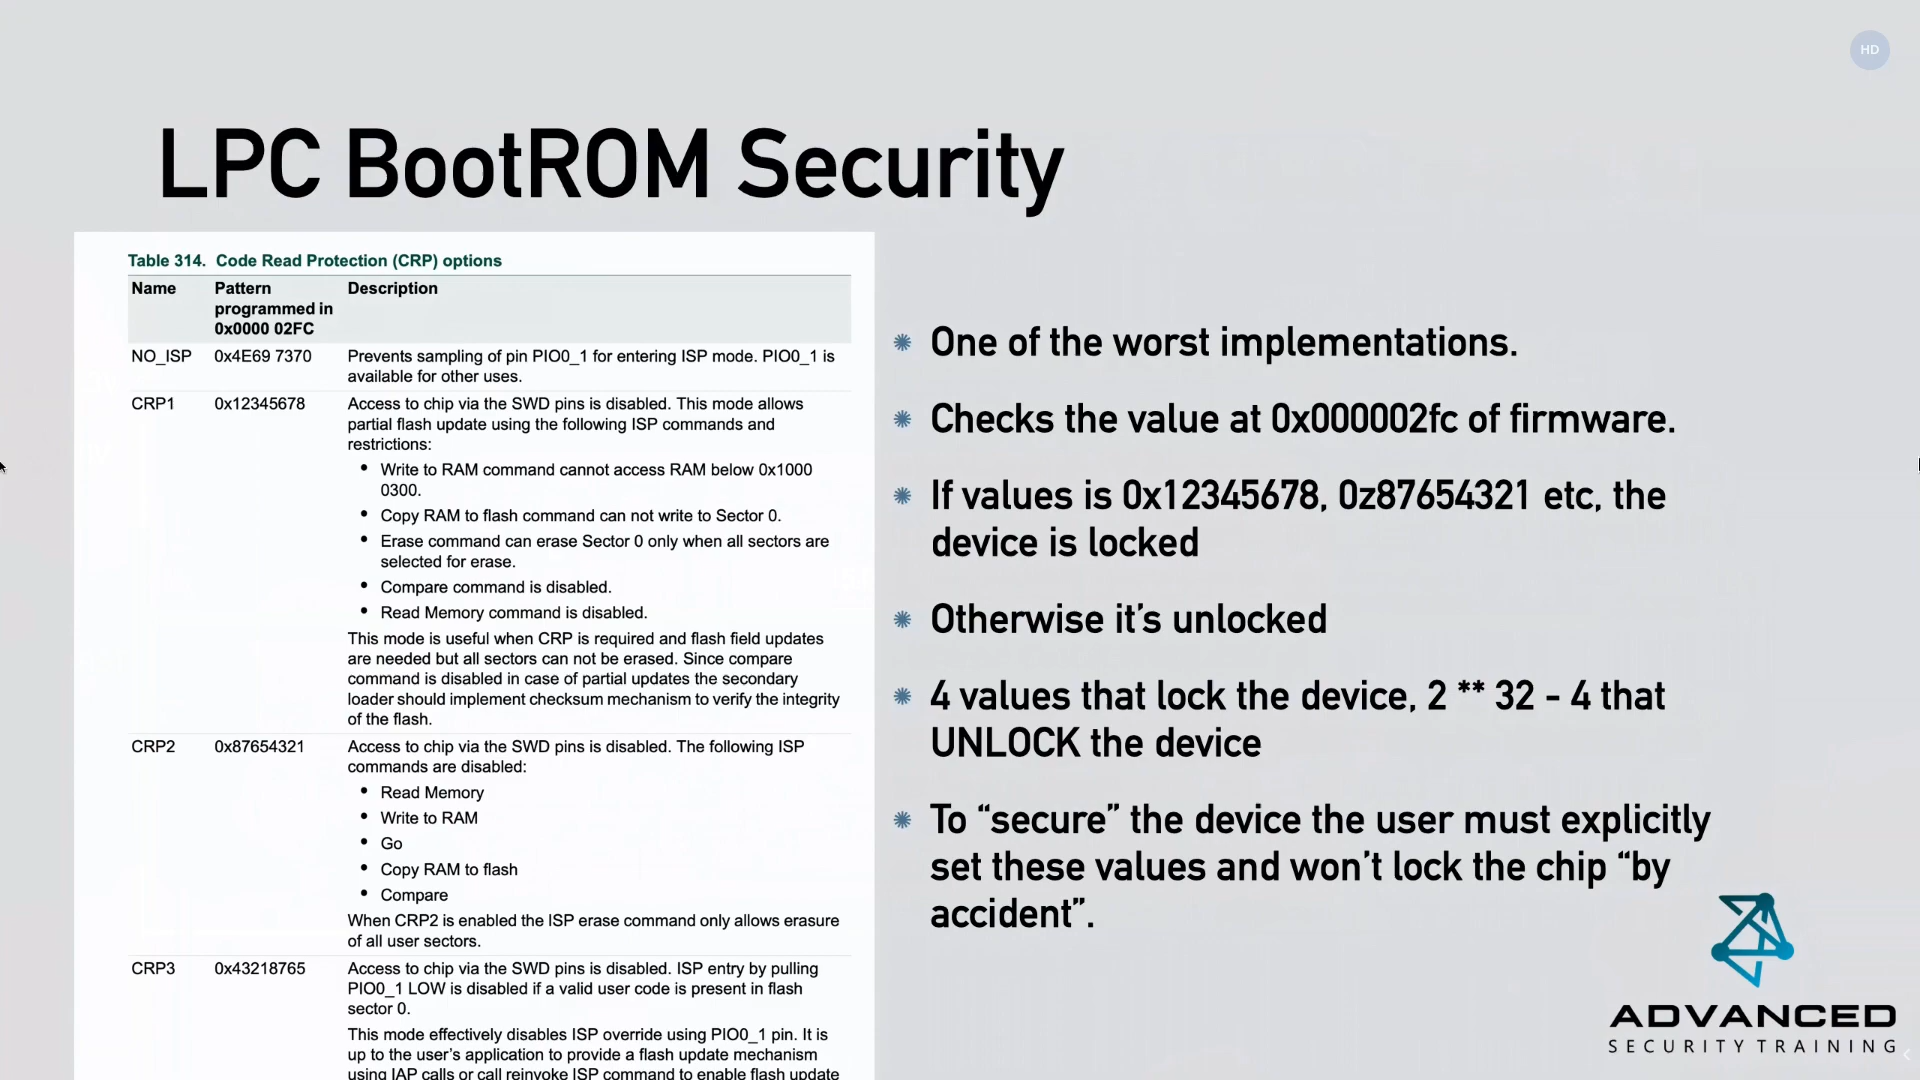 HD
LPC BootROM Security
Table 314. Code Read Protection (CRP) options
Name Pattern programmed in 0x0000 02FC Description
NO_ISP 0x4E69 7370 Prevents sampling of pin PIO0_1 for entering ISP mode. PIO0_1 is
available for other uses.
CRP1 0x12345678 Access to chip via the SWD pins is disabled. This mode allows
partial flash update using the following ISP commands and
restrictions:
• Write to RAM command cannot access RAM below 0x1000
0300.
• Copy RAM to flash command can not write to Sector 0.
• Erase command can erase Sector 0 only when all sectors are
selected for erase.
• Compare command is disabled.
• Read Memory command is disabled.
This mode is useful when CRP is required and flash field updates
are needed but all sectors can not be erased. Since compare
command is disabled in case of partial updates the secondary
loader should implement checksum mechanism to verify the integrity
of the flash.
CRP2 0x87654321 Access to chip via the SWD pins is disabled. The following ISP
commands are disabled:
• Read Memory
• Write to RAM
• Go
• Copy RAM to flash
• Compare
When CRP2 is enabled the ISP erase command only allows erasure
of all user sectors.
CRP3 0x43218765 Access to chip via the SWD pins is disabled. ISP entry by pulling
PIO0_1 LOW is disabled if a valid user code is present in flash
sector 0.
This mode effectively disables ISP override using PIO0_1 pin. It is
up to the user's application to provide a flash update mechanism
using IAP calls or call reinvoke ISP command to enable flash update
One of the worst implementations.
Checks the value at 0x000002fc of firmware.
If values is 0x12345678, 0z87654321 etc, the
device is locked
Otherwise it’s unlocked
4 values that lock the device, 2 ** 32 - 4 that
UNLOCK the device
To “secure” the device the user must explicitly
set these values and won’t lock the chip “by
accident”.
ADVANCED
SECURITY TRAINING